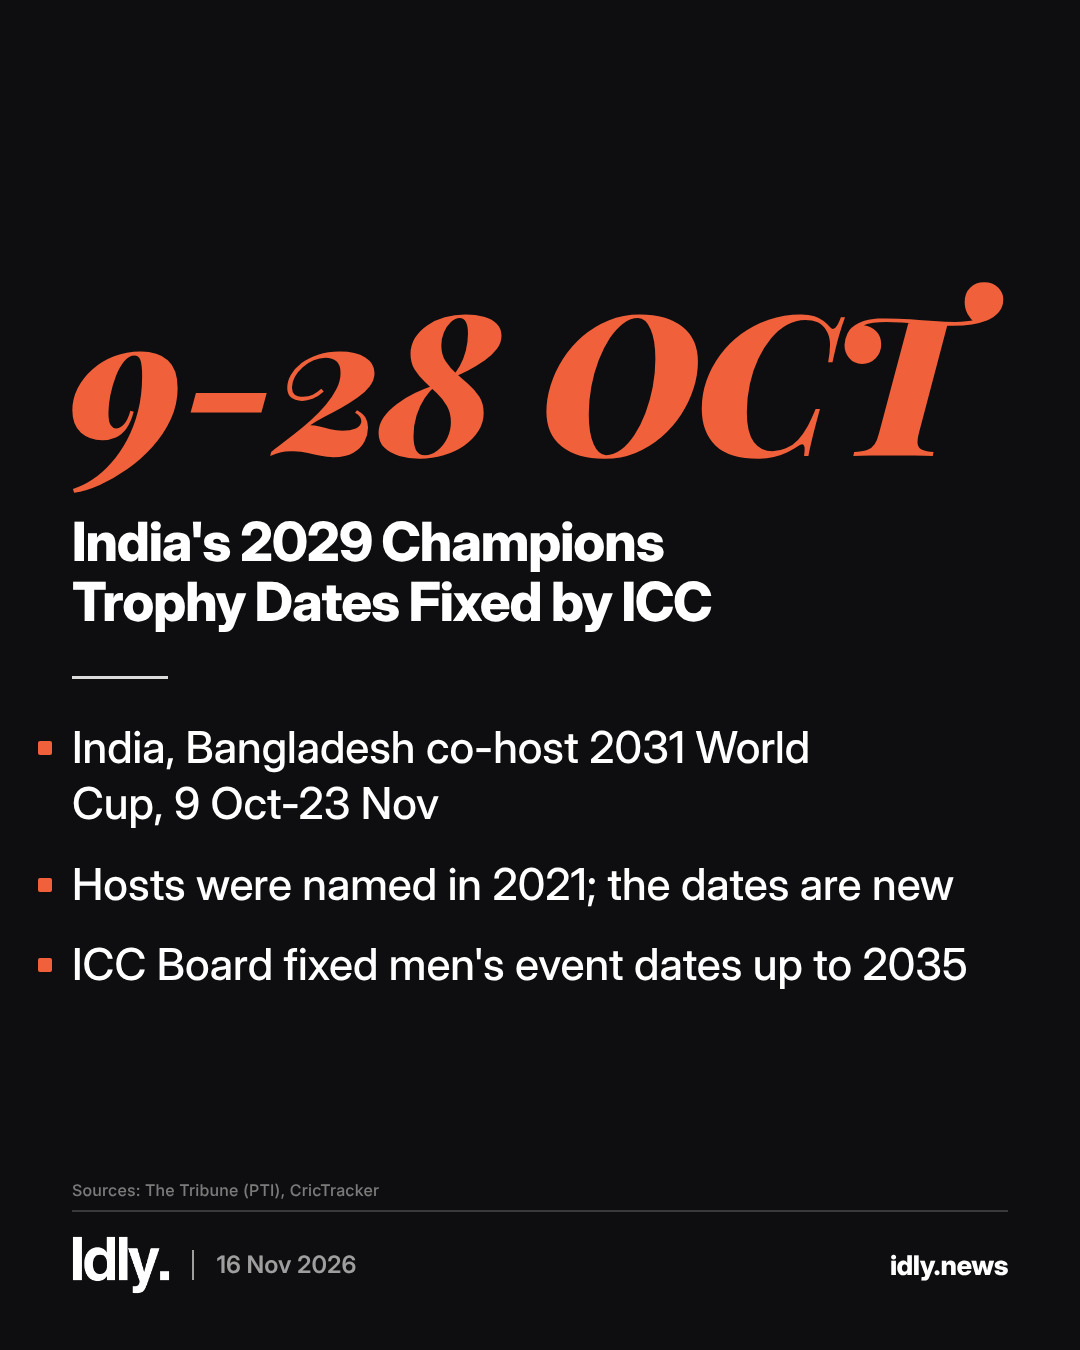 9-28 OCT
India's 2029 Champions
Trophy Dates Fixed by ICC
India, Bangladesh co-host 2031 World
Cup, 9 Oct-23 Nov
Hosts were named in 2021; the dates are new
ICC Board fixed men's event dates up to 2035
Sources: The Tribune (PTI), CricTracker
Idly. | 16 Nov 2026
idly.news